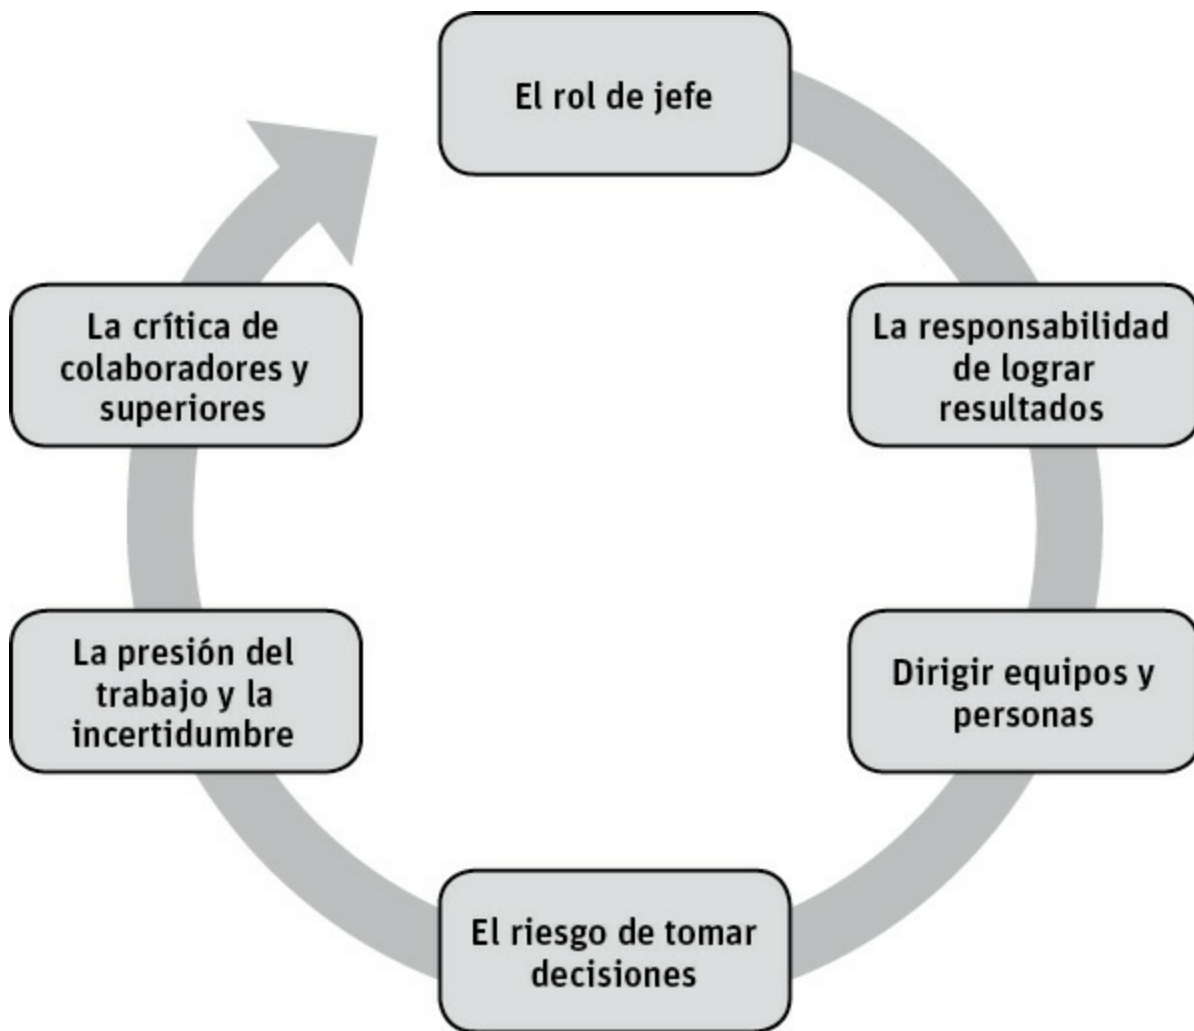 El rol de jefe
La responsabilidad
de lograr
resultados
Dirigir equipos y
personas
El riesgo de tomar
decisiones
La presión del
trabajo y la
incertidumbre
La crítica de
colaboradores y
superiores